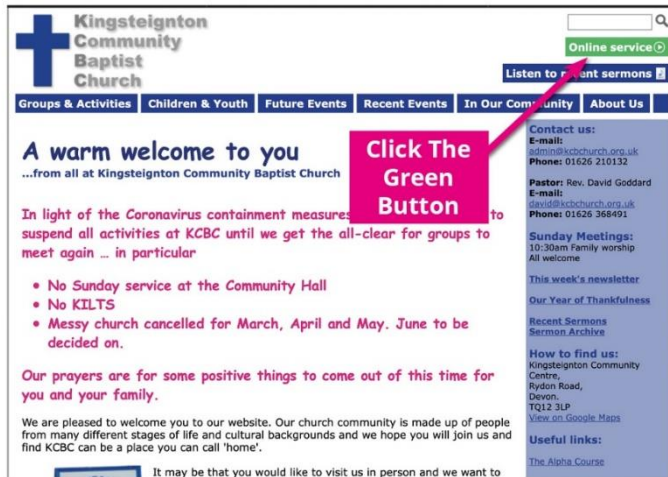 Kingsteignton
Community
Baptist
Church
Online service
Listen to recent sermons
Groups & Activities Children & Youth Future Events Recent Events In Our Community About Us
A warm welcome to you
...from all at Kingsteignton Community Baptist Church
Click The
Green
Button
In light of the Coronavirus containment measures to
suspend all activities at KCBC until we get the all-clear for groups to
meet again ... in particular
• No Sunday service at the Community Hall
• No KILTS
• Messy church cancelled for March, April and May. June to be
decided on.
Our prayers are for some positive things to come out of this time for
you and your family.
We are pleased to welcome you to our website. Our church community is made up of people
from many different stages of life and cultural backgrounds and we hope you will join us and
find KCBC can be a place you can call 'home'.
It may be that you would like to visit us in person and we want to
Contact us:
E-mail:
admin@kcbchurch.org.uk
Phone: 01626 210132
Pastor: Rev. David Goddard
E-mail:
david@kcbchurch.org.uk
Phone: 01626 368491
Sunday Meetings:
10:30am Family worship
All welcome
This week's newsletter
Our Year of Thankfulness
Recent Sermons
Sermon Archive
How to find us:
Kingsteignton Community
Centre,
Rydon Road,
Devon.
TQ12 3LP
View on Google Maps
Useful links:
The Alpha Course